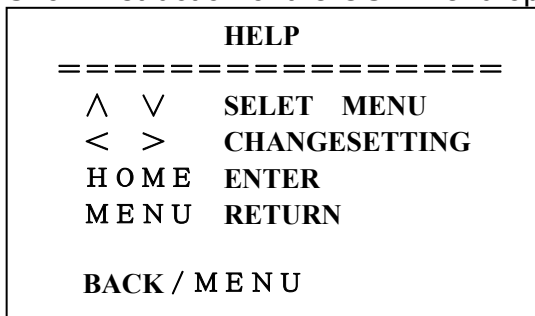 HELP
=================
∧ ∨ SELET MENU
< > CHANGESETTING
HOME ENTER
MENU RETURN
BACK / MENU